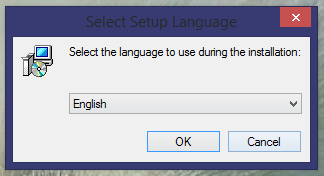 Select Setup Language
Select the language to use during the installation:
English
OK
Cancel